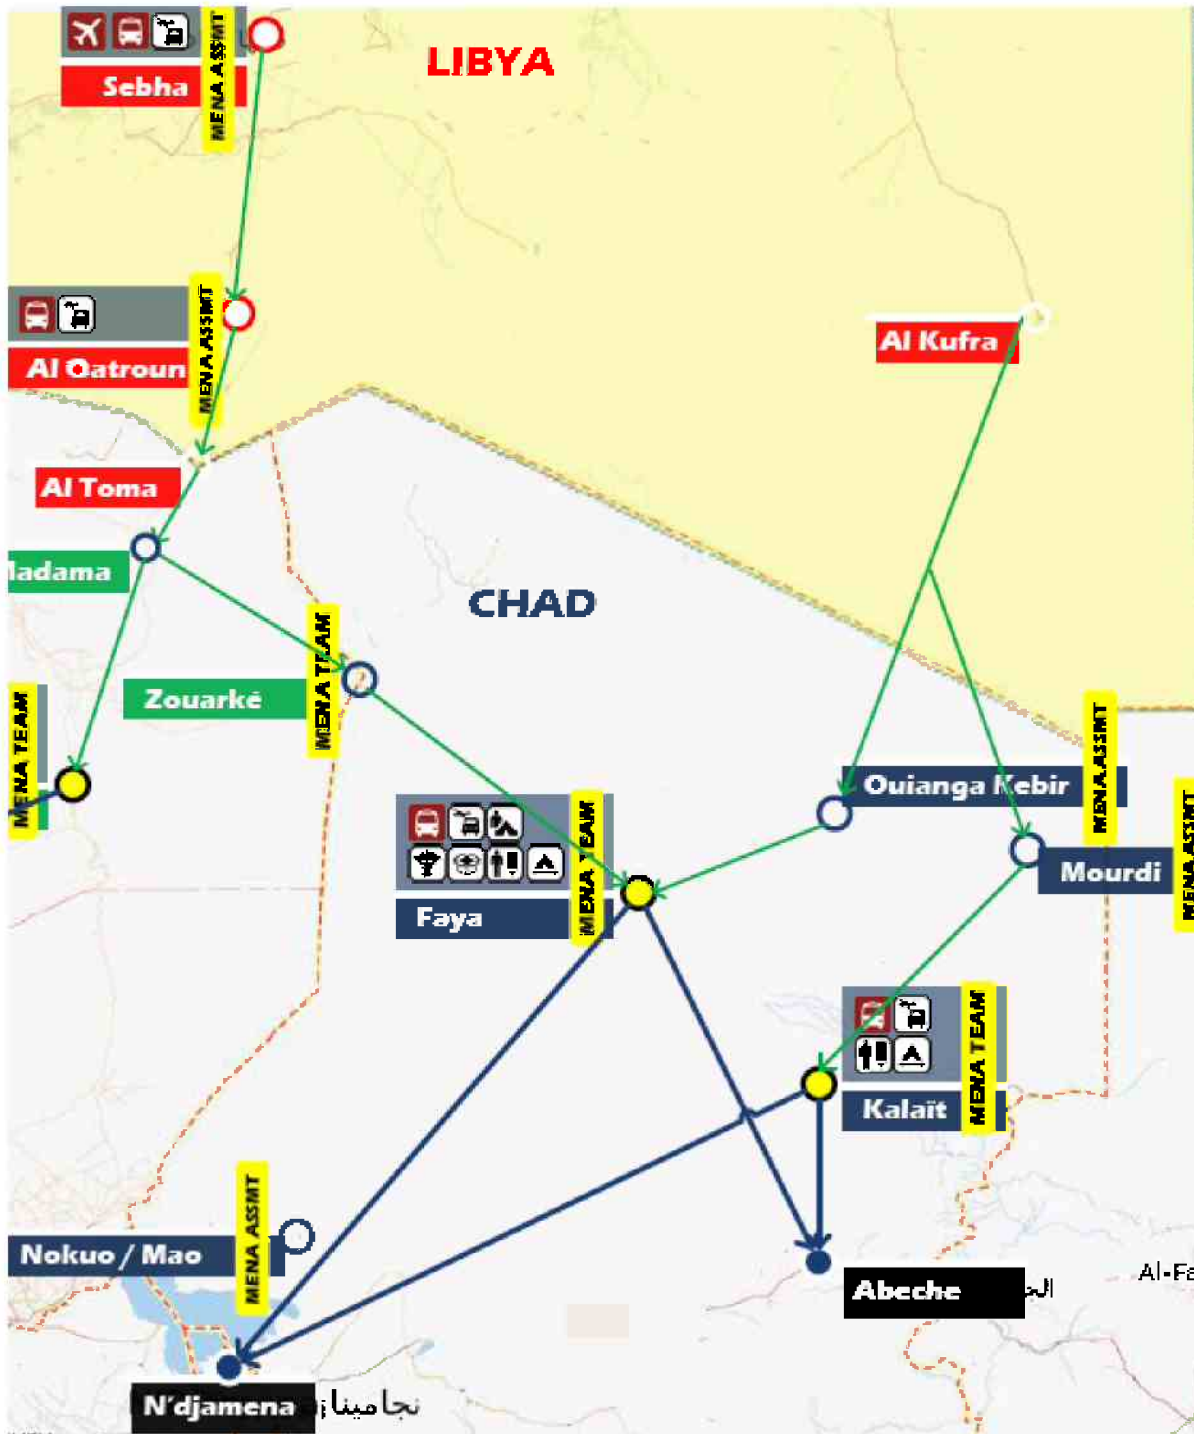 LIBYA
Sebha
MENA ASSMT
Al Qatroun
MENA ASSMT
Al Kufra
Al Toma
Madama
CHAD
Zouarké
MENA TEAM
MENA TEAM
Ouianga Kebir
MENA ASSMT
Mourdi
MENA ASSMT
Faya
MENA TEAM
Kalaït
MENA TEAM
Nokuo / Mao
MENA ASSMT
Abeche
الج
Al-Fa
N'djamena
نجامينا